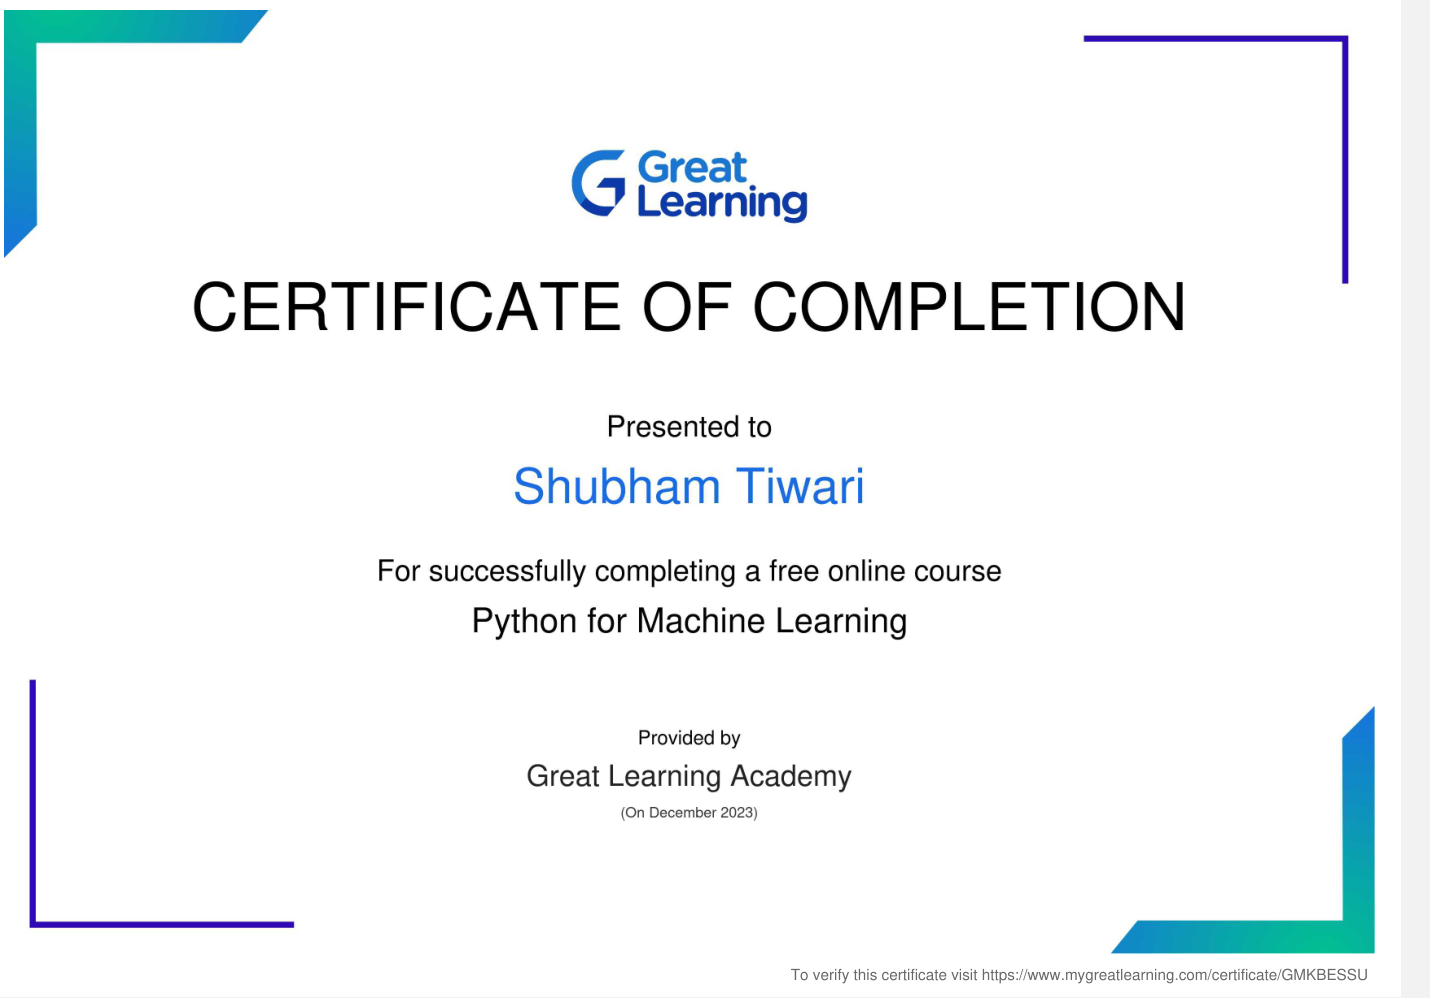 Great
Learning
CERTIFICATE OF COMPLETION
Presented to
Shubham Tiwari
For successfully completing a free online course
Python for Machine Learning
Provided by
Great Learning Academy
(On December 2023)
To verify this certificate visit https://www.mygreatlearning.com/certificate/GMKBESSU